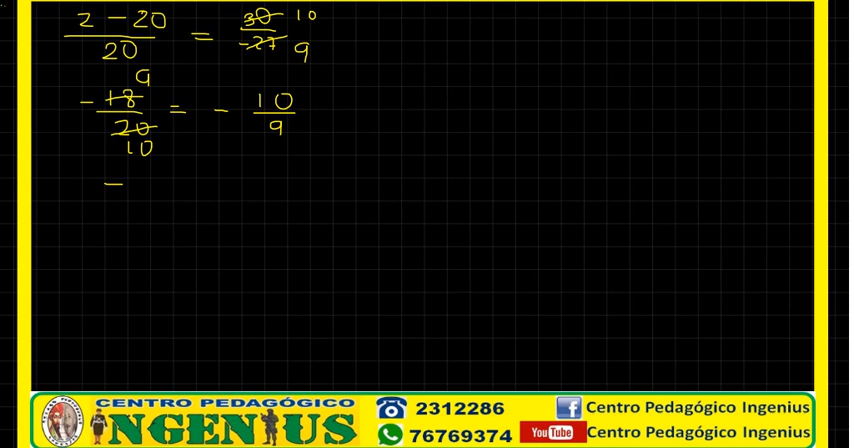 2 - 20 / 20 = 30 / -27 10 9
9
- 18 / 20 = - 10 / 9
10
-
CENTRO PEDAGÓGICO
INGENIUS
2312286
76769374
Centro Pedagógico Ingenius
YouTube Centro Pedagógico Ingenius